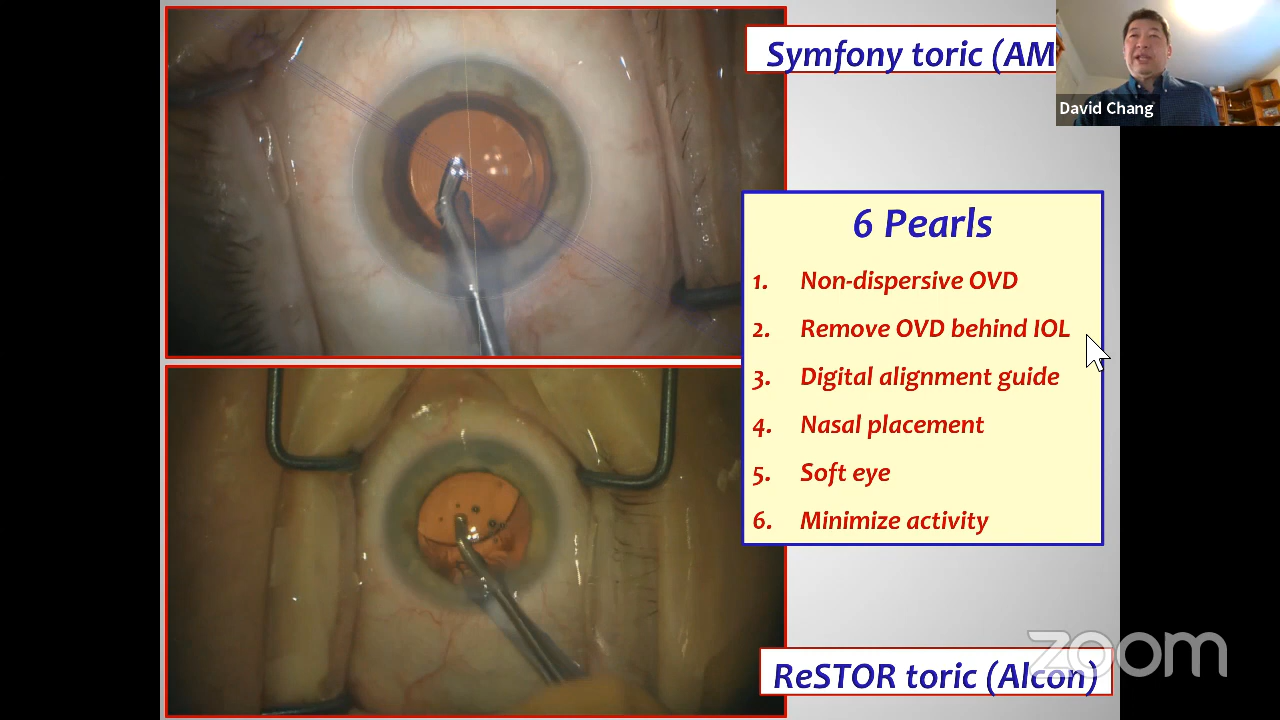 Symfony toric (AM
David Chang
6 Pearls
1. Non-dispersive OVD
2. Remove OVD behind IOL
3. Digital alignment guide
4. Nasal placement
5. Soft eye
6. Minimize activity
ReSTOR toric (Alcon)
zoom